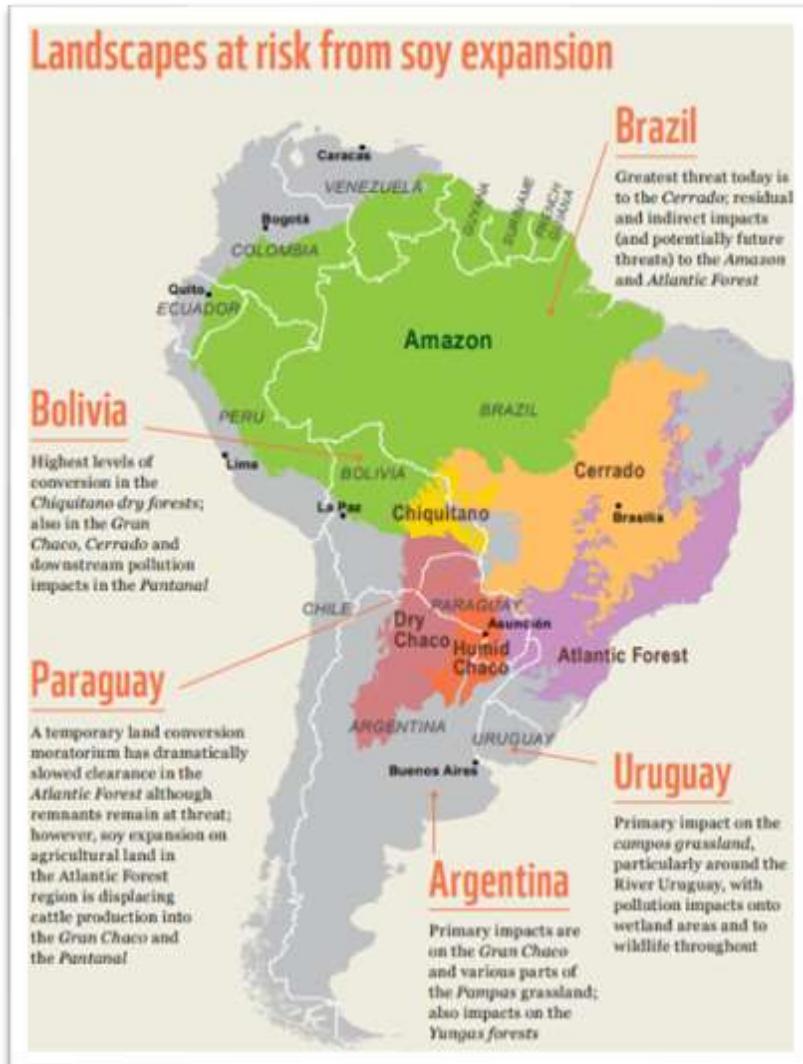 Landscapes at risk from soy expansion
Brazil
Greatest threat today is
to the Cerrado; residual
and indirect impacts
(and potentially future
threats) to the Amazon
and Atlantic Forest
Caracas
VENEZUELA
GUYANA
SURINAME
FRENCH
GUIANA
Bogotá
COLOMBIA
Quito
ECUADOR
Amazon
Bolivia
Highest levels of
conversion in the
Chiquitano dry forests;
also in the Gran
Chaco, Cerrado and
downstream pollution
impacts in the Pantanal
PERU
BRAZIL
Lima
BOLIVIA
Cerrado
La Paz
Chiquitano
Brasilia
CHILE
PARAGUAY
Dry
Chaco
Asunción
Humid
Chaco
Atlantic Forest
Paraguay
A temporary land conversion
moratorium has dramatically
slowed clearance in the
Atlantic Forest although
remnants remain at threat;
however, soy expansion on
agricultural land in
the Atlantic Forest
region is displacing
cattle production into
the Gran Chaco and
the Pantanal
ARGENTINA
URUGUAY
Buenos Aires
Uruguay
Primary impact on the
campos grassland,
particularly around the
River Uruguay, with
pollution impacts onto
wetland areas and to
wildlife throughout
Argentina
Primary impacts are
on the Gran Chaco
and various parts of
the Pampas grassland;
also impacts on the
Yungas forests